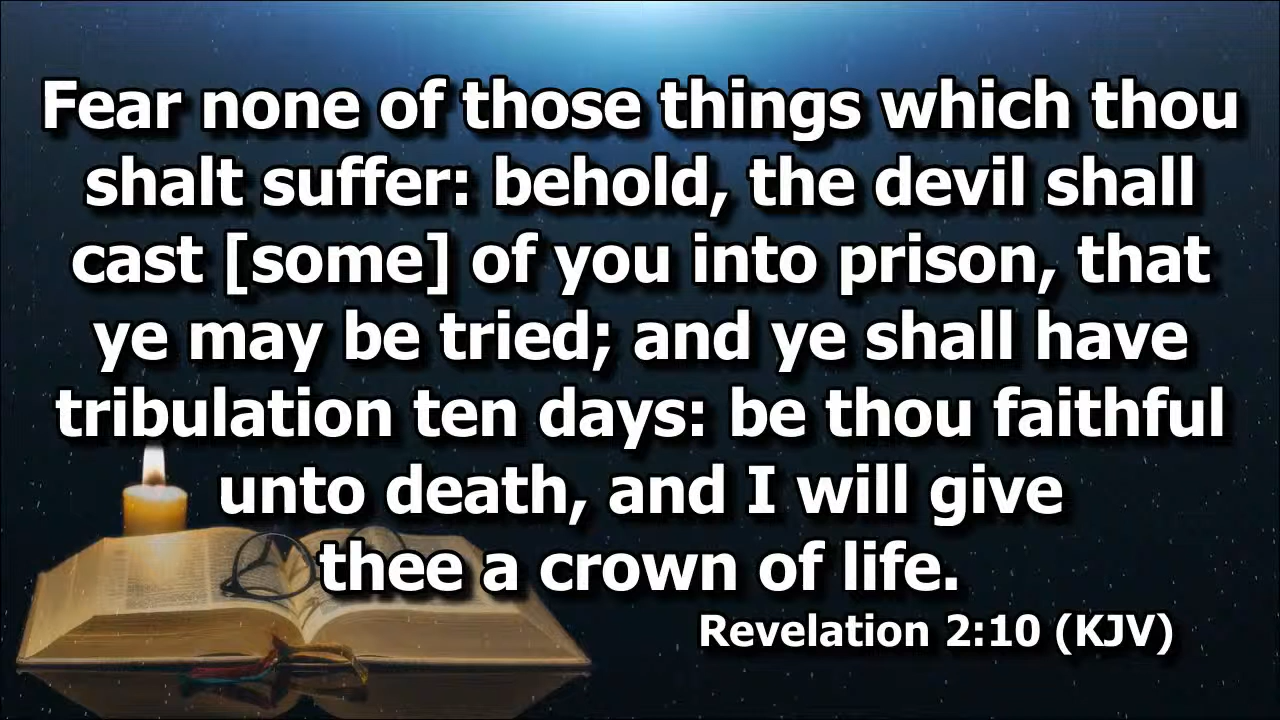 Fear none of those things which thou
shalt suffer: behold, the devil shall
cast [some] of you into prison, that
ye may be tried; and ye shall have
tribulation ten days: be thou faithful
unto death, and I will give
thee a crown of life.
Revelation 2:10 (KJV)